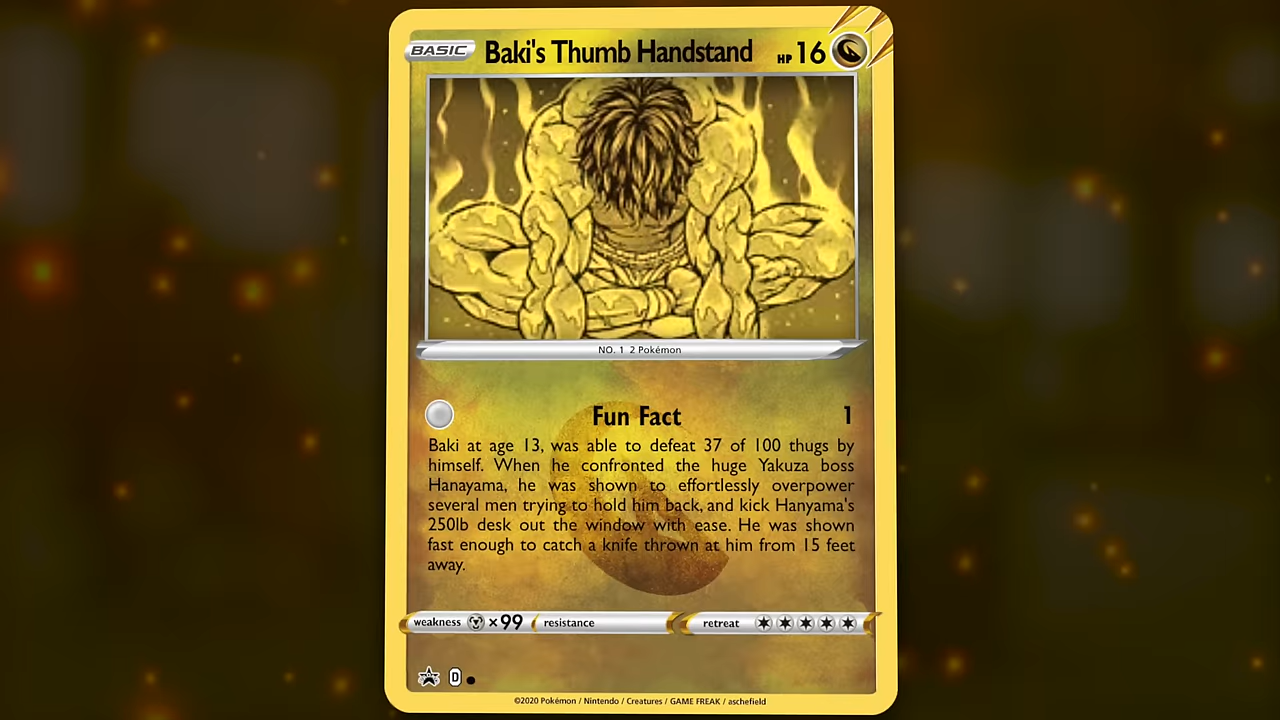 BASIC Baki's Thumb Handstand HP 16
NO. 1 2 Pokémon
Fun Fact 1
Baki at age 13, was able to defeat 37 of 100 thugs by
himself. When he confronted the huge Yakuza boss
Hanayama, he was shown to effortlessly overpower
several men trying to hold him back, and kick Hanyama's
250lb desk out the window with ease. He was shown
fast enough to catch a knife thrown at him from 15 feet
away.
weakness ×99 resistance retreat
D
©2020 Pokémon / Nintendo / Creatures / GAME FREAK / aschefield